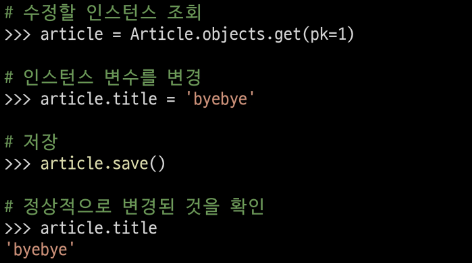 # 수정할 인스턴스 조회
>>> article = Article.objects.get(pk=1)
# 인스턴스 변수를 변경
>>> article.title = 'byebye'
# 저장
>>> article.save()
# 정상적으로 변경된 것을 확인
>>> article.title
'byebye'